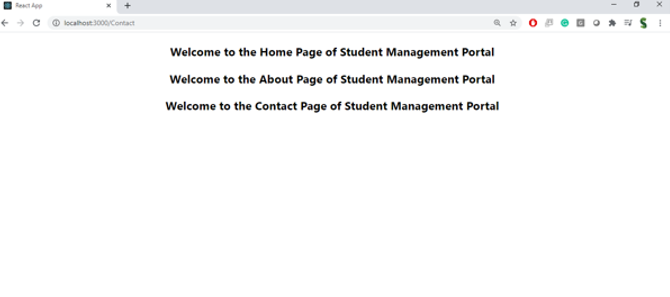 React App
localhost:3000/Contact
Welcome to the Home Page of Student Management Portal
Welcome to the About Page of Student Management Portal
Welcome to the Contact Page of Student Management Portal